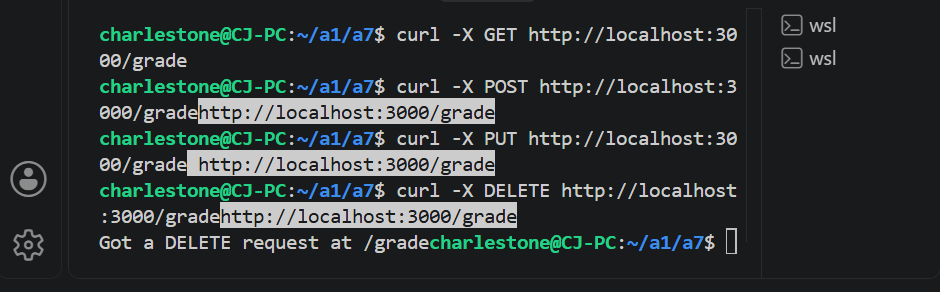 charlestone@CJ-PC:~/a1/a7$ curl -X GET http://localhost:30
00/grade
charlestone@CJ-PC:~/a1/a7$ curl -X POST http://localhost:3
000/gradehttp://localhost:3000/grade
charlestone@CJ-PC:~/a1/a7$ curl -X PUT http://localhost:30
00/grade http://localhost:3000/grade
charlestone@CJ-PC:~/a1/a7$ curl -X DELETE http://localhost
:3000/gradehttp://localhost:3000/grade
Got a DELETE request at /gradecharlestone@CJ-PC:~/a1/a7$
wsl
wsl